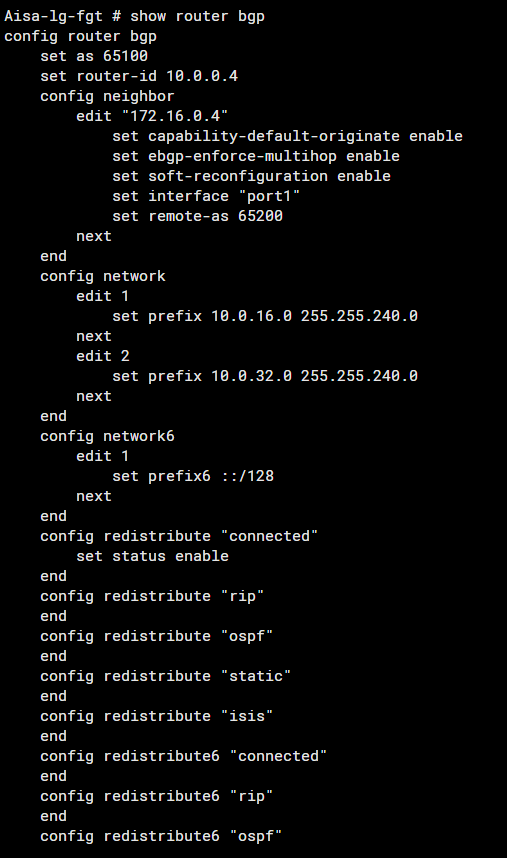 Aisa-lg-fgt # show router bgp
config router bgp
    set as 65100
    set router-id 10.0.0.4
    config neighbor
        edit "172.16.0.4"
            set capability-default-originate enable
            set ebgp-enforce-multihop enable
            set soft-reconfiguration enable
            set interface "port1"
            set remote-as 65200
        next
    end
    config network
        edit 1
            set prefix 10.0.16.0 255.255.240.0
        next
        edit 2
            set prefix 10.0.32.0 255.255.240.0
        next
    end
    config network6
        edit 1
            set prefix6 ::/128
        next
    end
    config redistribute "connected"
        set status enable
    end
    config redistribute "rip"
    end
    config redistribute "ospf"
    end
    config redistribute "static"
    end
    config redistribute "isis"
    end
    config redistribute6 "connected"
    end
    config redistribute6 "rip"
    end
    config redistribute6 "ospf"